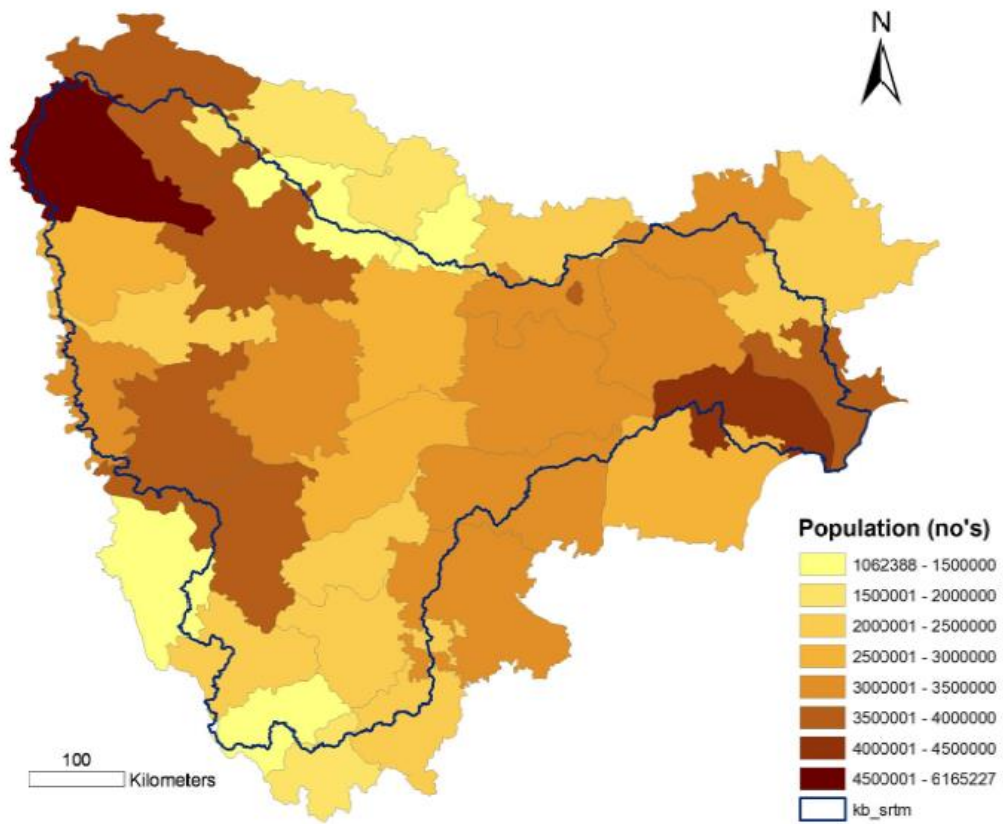 N
Population (no's)
1062388 - 1500000
1500001 - 2000000
2000001 - 2500000
2500001 - 3000000
3000001 - 3500000
3500001 - 4000000
4000001 - 4500000
4500001 - 6165227
kb_srtm
100
Kilometers